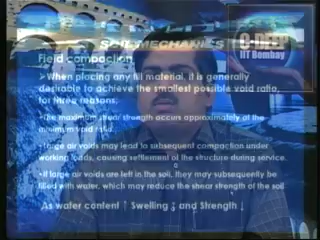 SOIL MECHANICS
C-DEEP
IIT Bombay
Field compaction
➢When placing any fill material, it is generally
desirable to achieve the smallest possible void ratio,
for three reasons:
•The maximum shear strength occurs approximately at the
minimum void ratio.
•Large air voids may lead to subsequent compaction under
working loads, causing settlement of the structure during service.
•If large air voids are left in the soil, they may subsequently be
filled with water, which may reduce the shear strength of the soil
As water content ↑ Swelling ↑ and Strength ↓